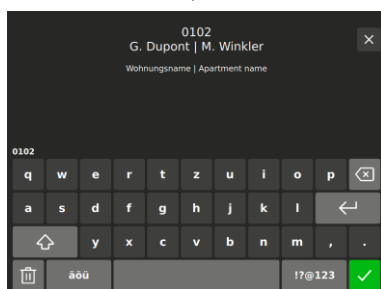 0102
G. Dupont | M. Winkler
Wohnungsname | Apartment name
0102
q w e r t z u i o p
a s d f g h j k l
y x c v b n m , .
äöü !?@123